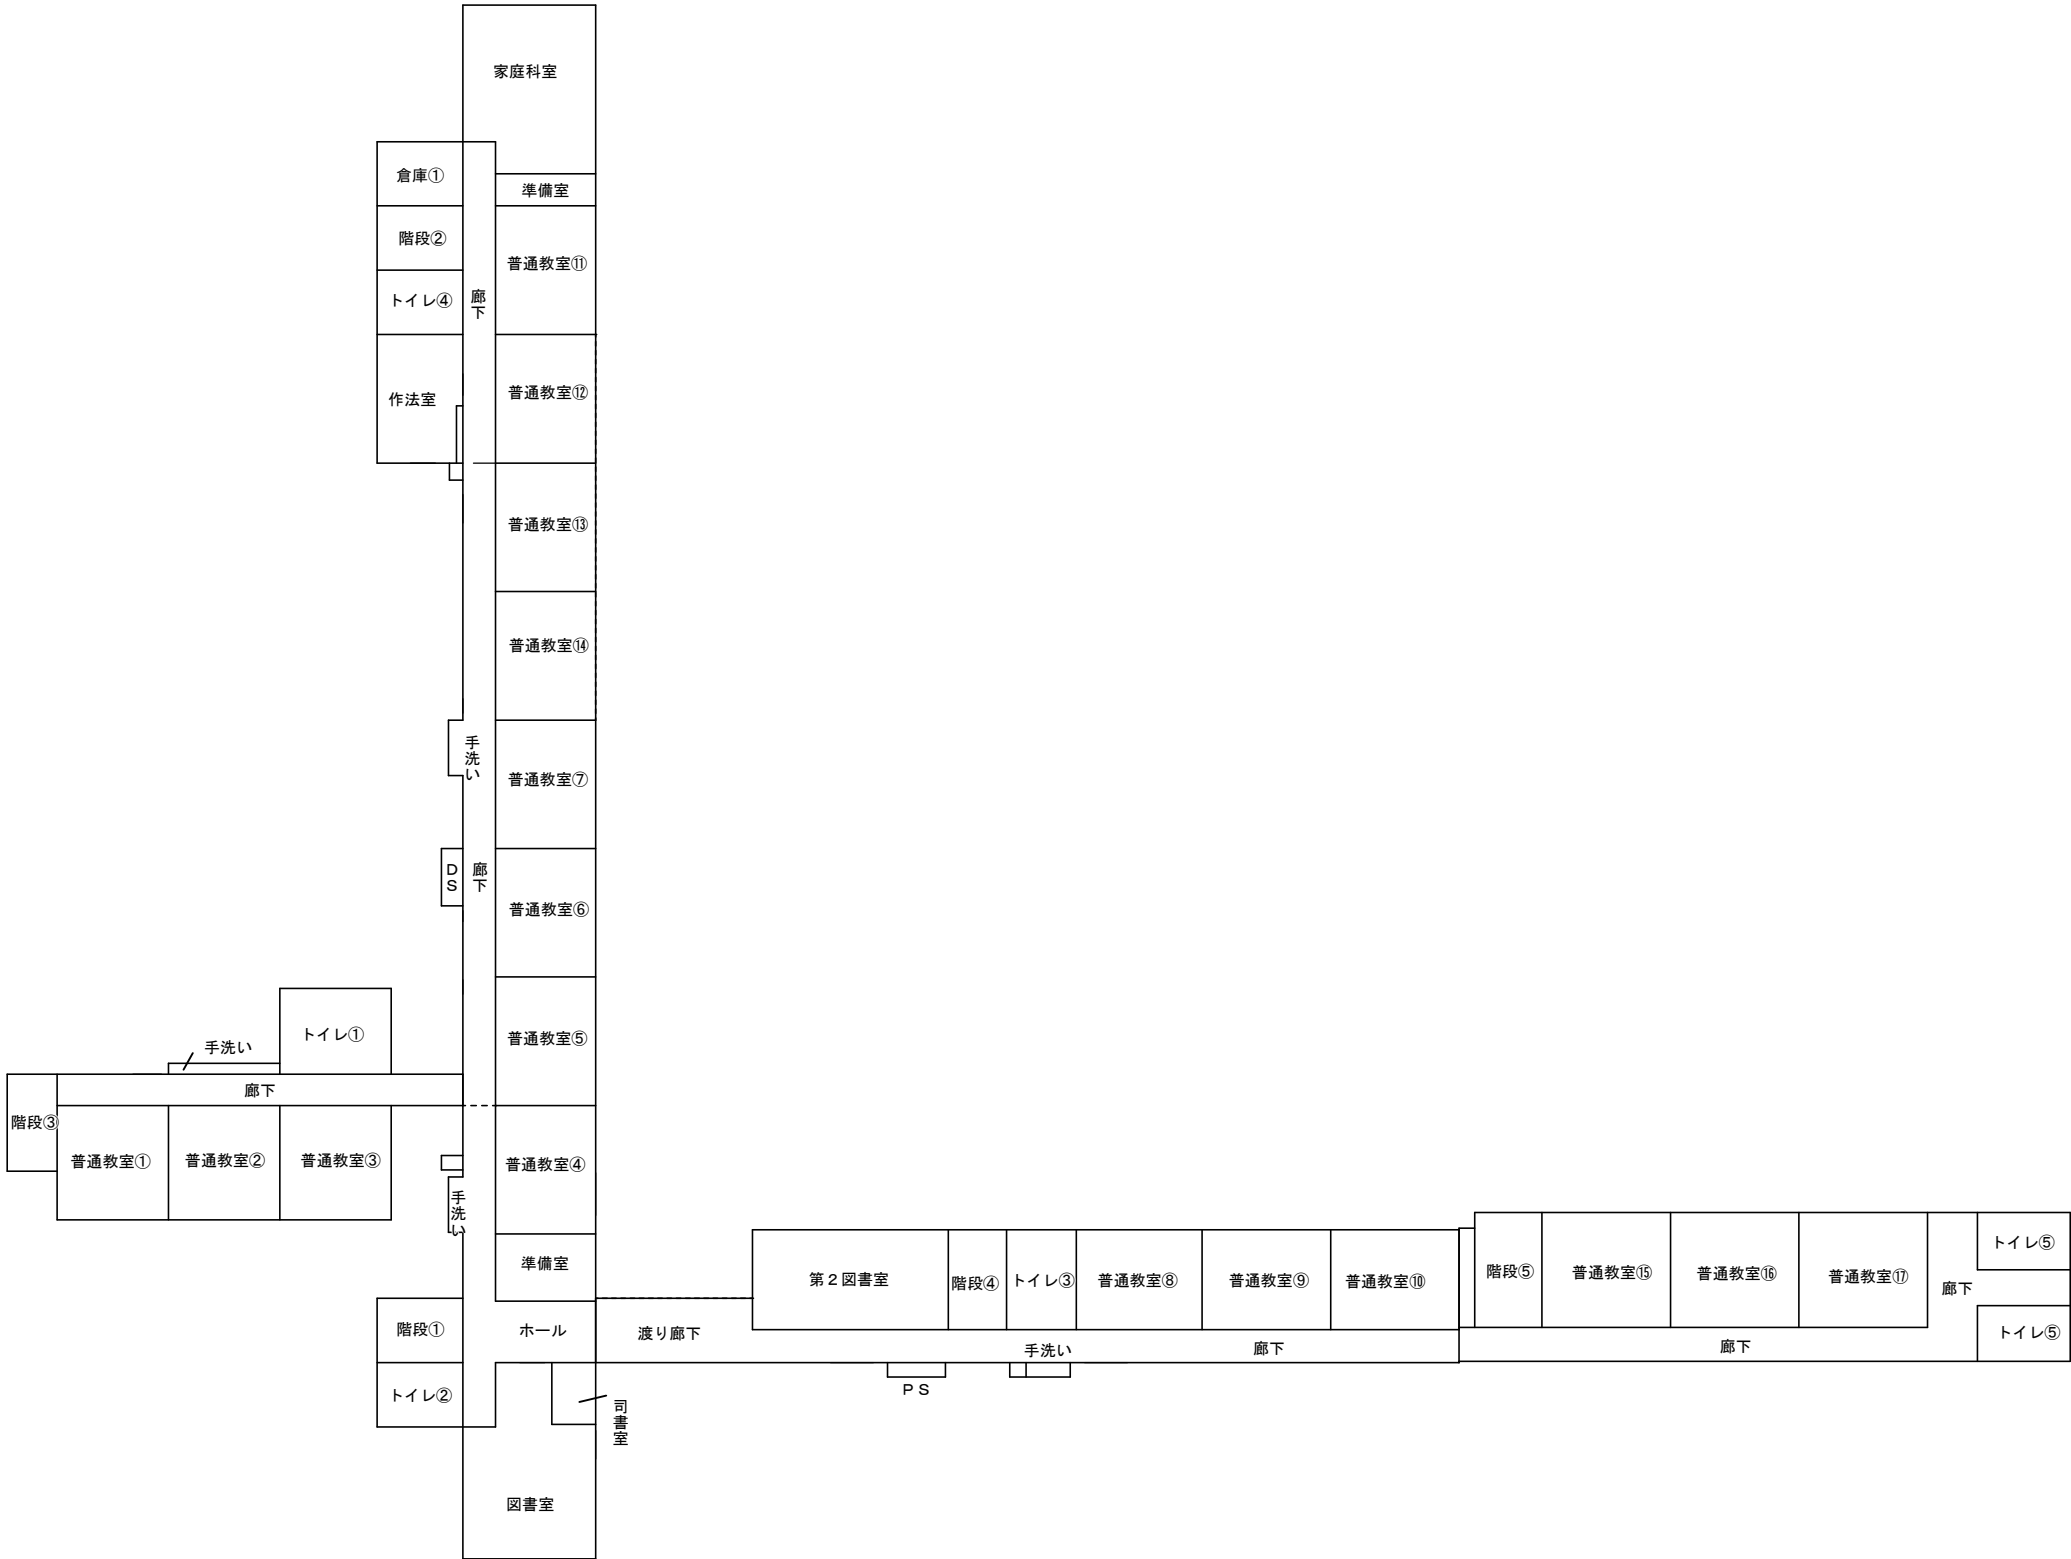 家庭科室
倉庫①
準備室
階段②
普通教室⑪
トイレ④
廊下
普通教室⑫
作法室
普通教室⑬
普通教室⑭
手洗い
普通教室⑦
DS
廊下
普通教室⑥
トイレ①
手洗い
普通教室⑤
廊下
階段③
普通教室①
普通教室②
普通教室③
普通教室④
手洗い
準備室
階段①
ホール
渡り廊下
第2図書室
階段④
トイレ③
普通教室⑧
普通教室⑨
普通教室⑩
階段⑤
普通教室⑮
普通教室⑯
普通教室⑰
トイレ⑤
廊下
トイレ⑤
手洗い
廊下
廊下
PS
トイレ②
司書室
図書室